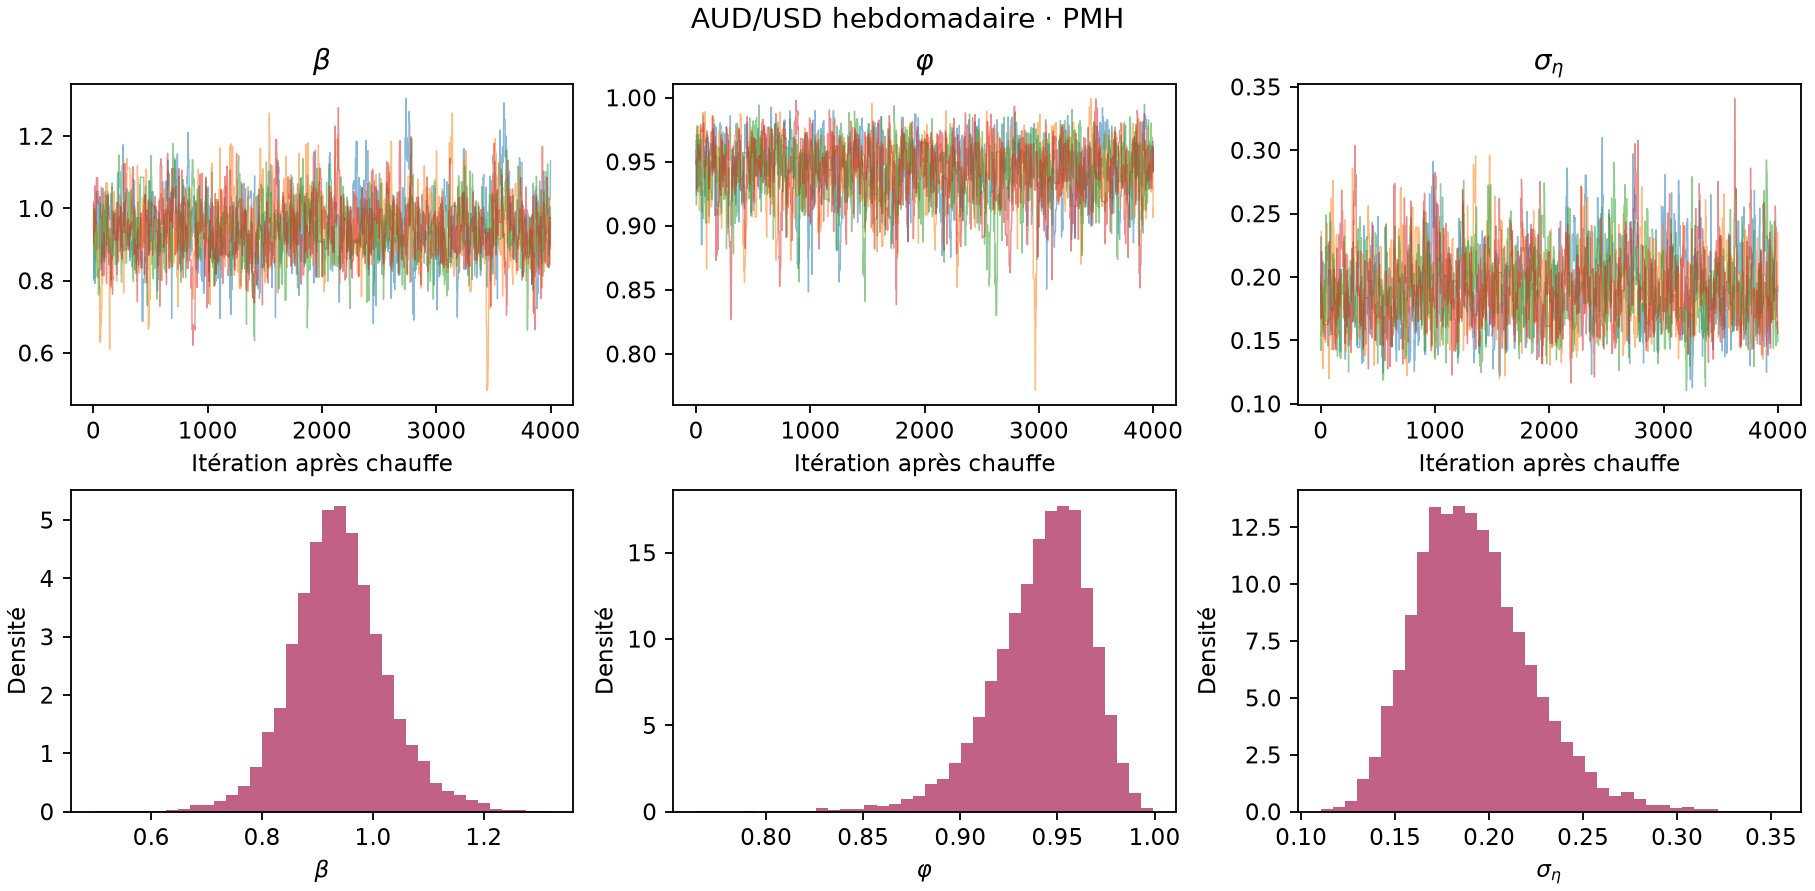 AUD/USD hebdomadaire · PMH
β
φ
σ_η
1.2
1.0
0.8
0.6
0 1000 2000 3000 4000
Itération après chauffe
1.00
0.95
0.90
0.85
0.80
0 1000 2000 3000 4000
Itération après chauffe
0.35
0.30
0.25
0.20
0.15
0.10
0 1000 2000 3000 4000
Itération après chauffe
Densité
5
4
3
2
1
0
0.6 0.8 1.0 1.2
β
Densité
15
10
5
0
0.80 0.85 0.90 0.95 1.00
φ
Densité
12.5
10.0
7.5
5.0
2.5
0.0
0.10 0.15 0.20 0.25 0.30 0.35
σ_η